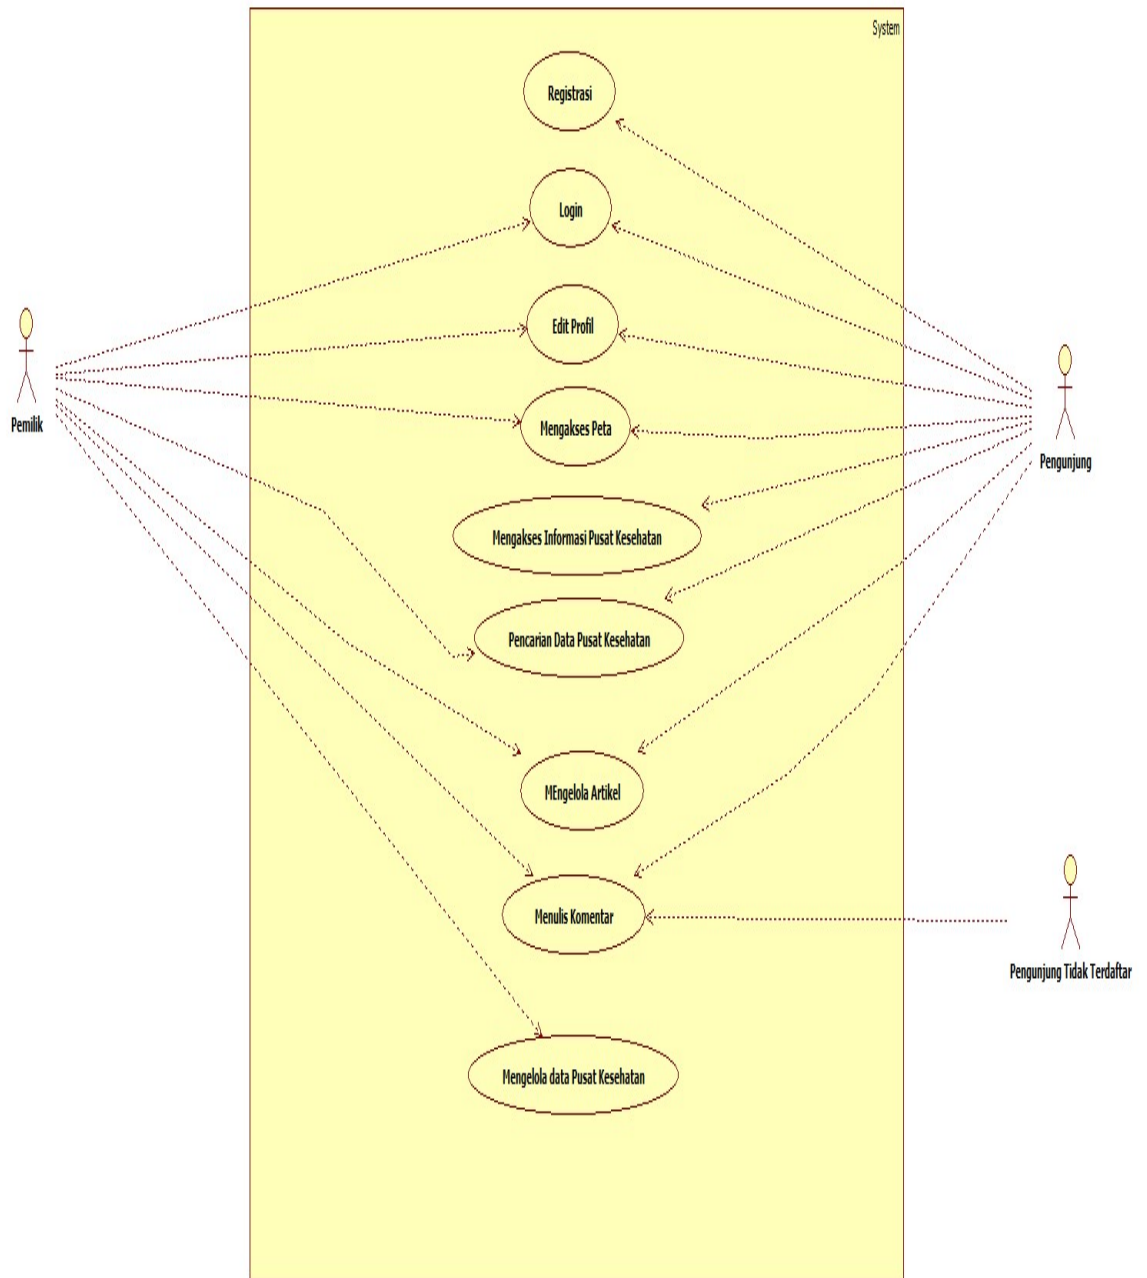 System
Registrasi
Login
Edit Profil
Pemilik
Mengakses Peta
Pengunjung
Mengakses Informasi Pusat Kesehatan
Pencarian Data Pusat Kesehatan
MEngelola Artikel
Menulis Komentar
Pengunjung Tidak Terdaftar
Mengelola data Pusat Kesehatan